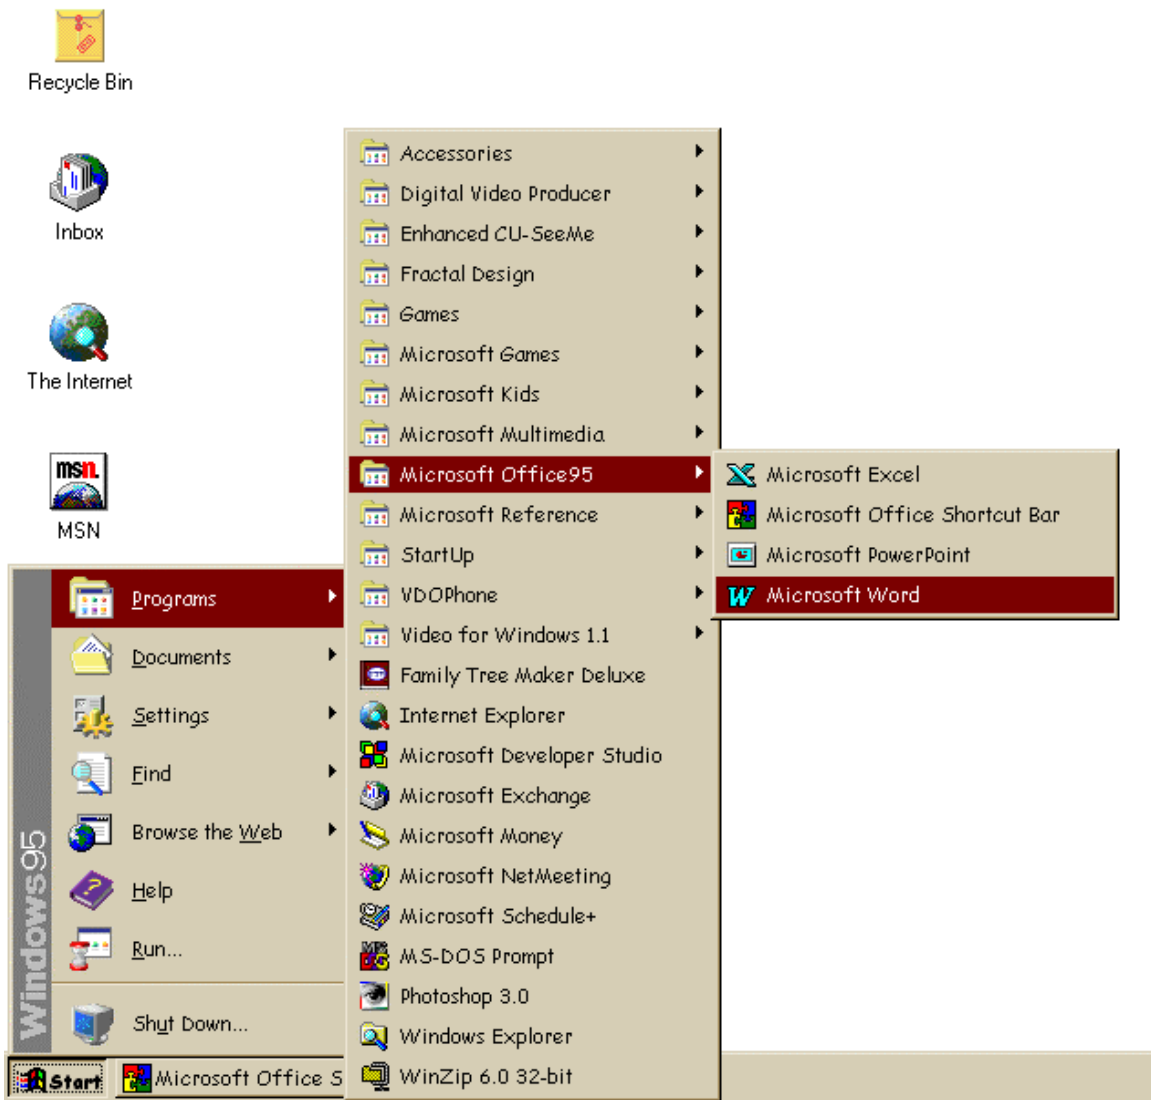 Recycle Bin
Inbox
The Internet
msn.
MSN
Windows95
Programs
Documents
Settings
Find
Browse the Web
Help
Run...
Shut Down...
Start
Microsoft Office S
Accessories
Digital Video Producer
Enhanced CU-SeeMe
Fractal Design
Games
Microsoft Games
Microsoft Kids
Microsoft Multimedia
Microsoft Office95
Microsoft Reference
StartUp
VDOPhone
Video for Windows 1.1
Family Tree Maker Deluxe
Internet Explorer
Microsoft Developer Studio
Microsoft Exchange
Microsoft Money
Microsoft NetMeeting
Microsoft Schedule+
MS-DOS Prompt
Photoshop 3.0
Windows Explorer
WinZip 6.0 32-bit
Microsoft Excel
Microsoft Office Shortcut Bar
Microsoft PowerPoint
Microsoft Word